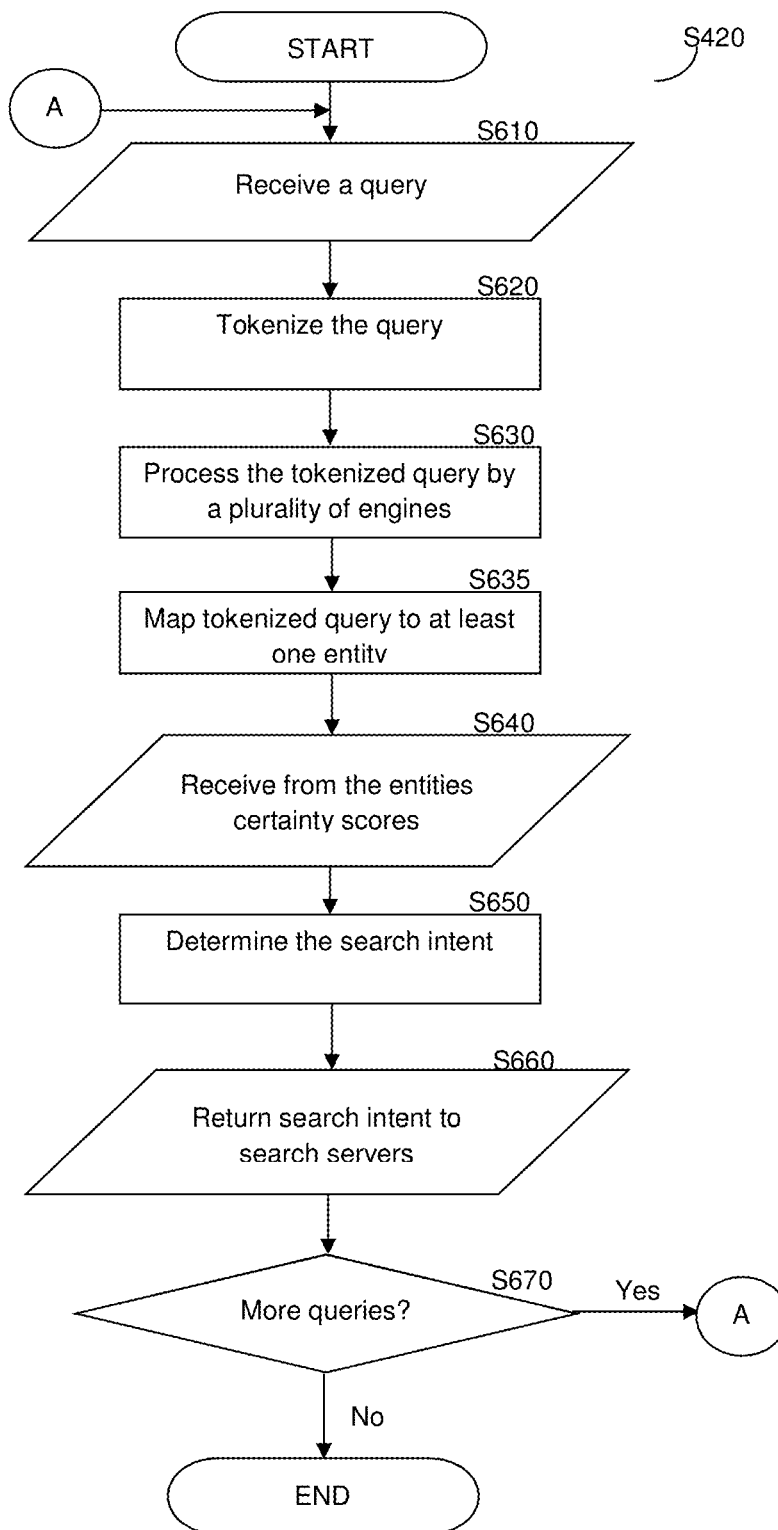 START
S420
A
S610
Receive a query
S620
Tokenize the query
S630
Process the tokenized query by
a plurality of engines
S635
Map tokenized query to at least
one entity
S640
Receive from the entities
certainty scores
S650
Determine the search intent
S660
Return search intent to
search servers
S670
More queries?
Yes
A
No
END